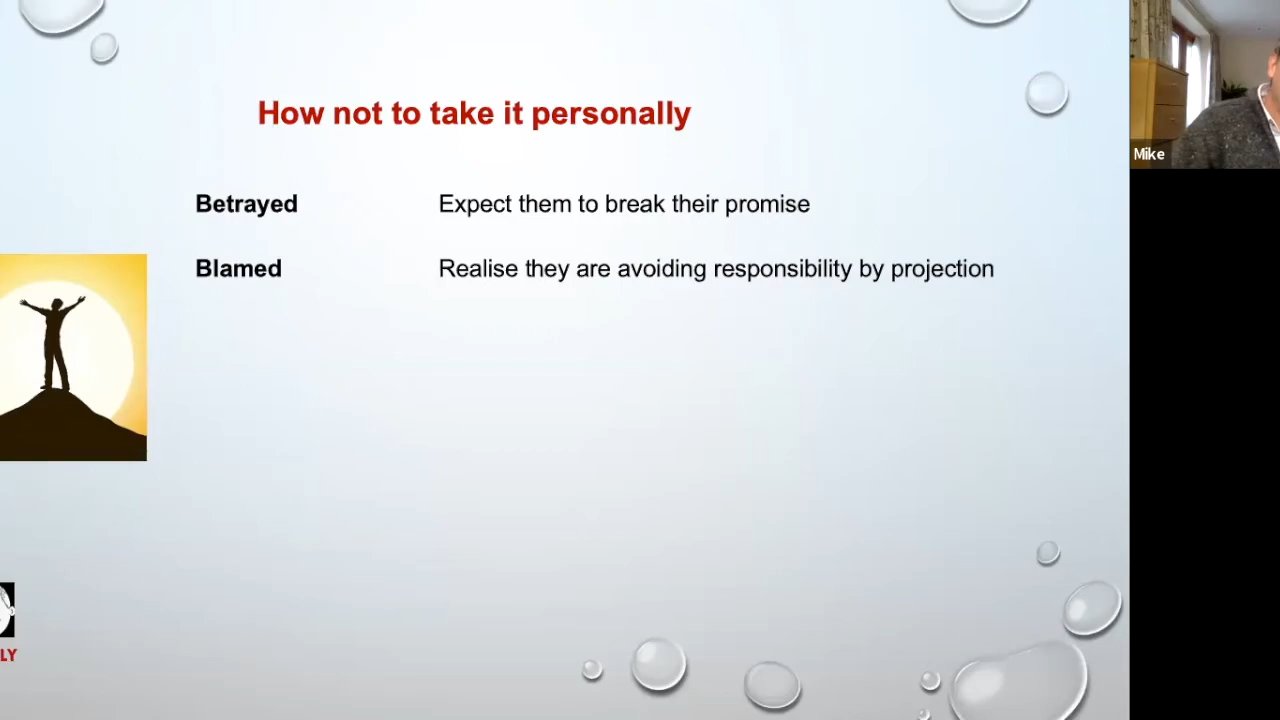 How not to take it personally
Mike
Betrayed Expect them to break their promise
Blamed Realise they are avoiding responsibility by projection
LY